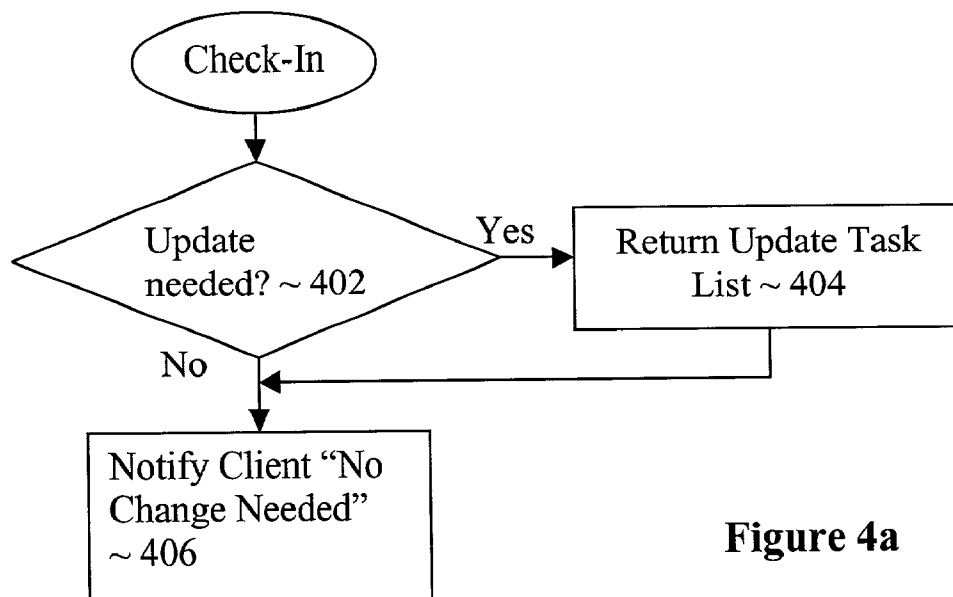 Check-In
Update
needed? ~ 402
Yes
Return Update Task
List ~ 404
No
Notify Client “No
Change Needed”
~ 406
Figure 4a